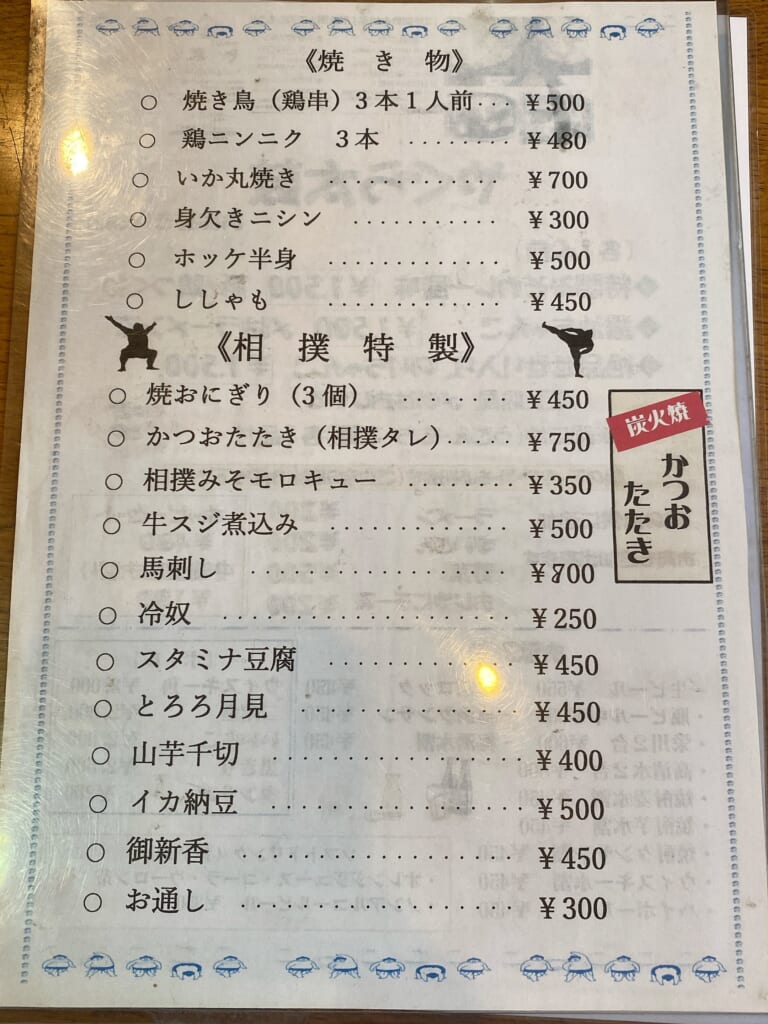 《焼き物》
○ 焼き鳥（鶏串）３本１人前‥‥ ￥500
○ 鶏ニンニク　３本 ‥‥‥‥ ￥480
○ いか丸焼き ‥‥‥‥‥‥ ￥700
○ 身欠きニシン ‥‥‥‥‥‥ ￥300
○ ホッケ半身 ‥‥‥‥‥‥ ￥500
○ ししゃも ‥‥‥‥‥‥ ￥450
《相撲特製》
○ 焼おにぎり（3個） ‥‥‥‥ ￥450
○ かつおたたき（相撲タレ）‥‥‥ ￥750
○ 相撲みそモロキュー ‥‥‥‥ ￥350
○ 牛スジ煮込み ‥‥‥‥‥‥ ￥500
○ 馬刺し ‥‥‥‥‥‥‥‥ ￥800
○ 冷奴 ‥‥‥‥‥‥‥‥‥ ￥250
○ スタミナ豆腐 ‥‥‥‥‥‥ ￥450
○ とろろ月見 ‥‥‥‥‥‥‥ ￥450
○ 山芋千切 ‥‥‥‥‥‥‥‥ ￥400
○ イカ納豆 ‥‥‥‥‥‥‥‥ ￥500
○ 御新香 ‥‥‥‥‥‥‥‥‥ ￥450
○ お通し ‥‥‥‥‥‥‥‥‥ ￥300
炭火焼
かつお
たたき